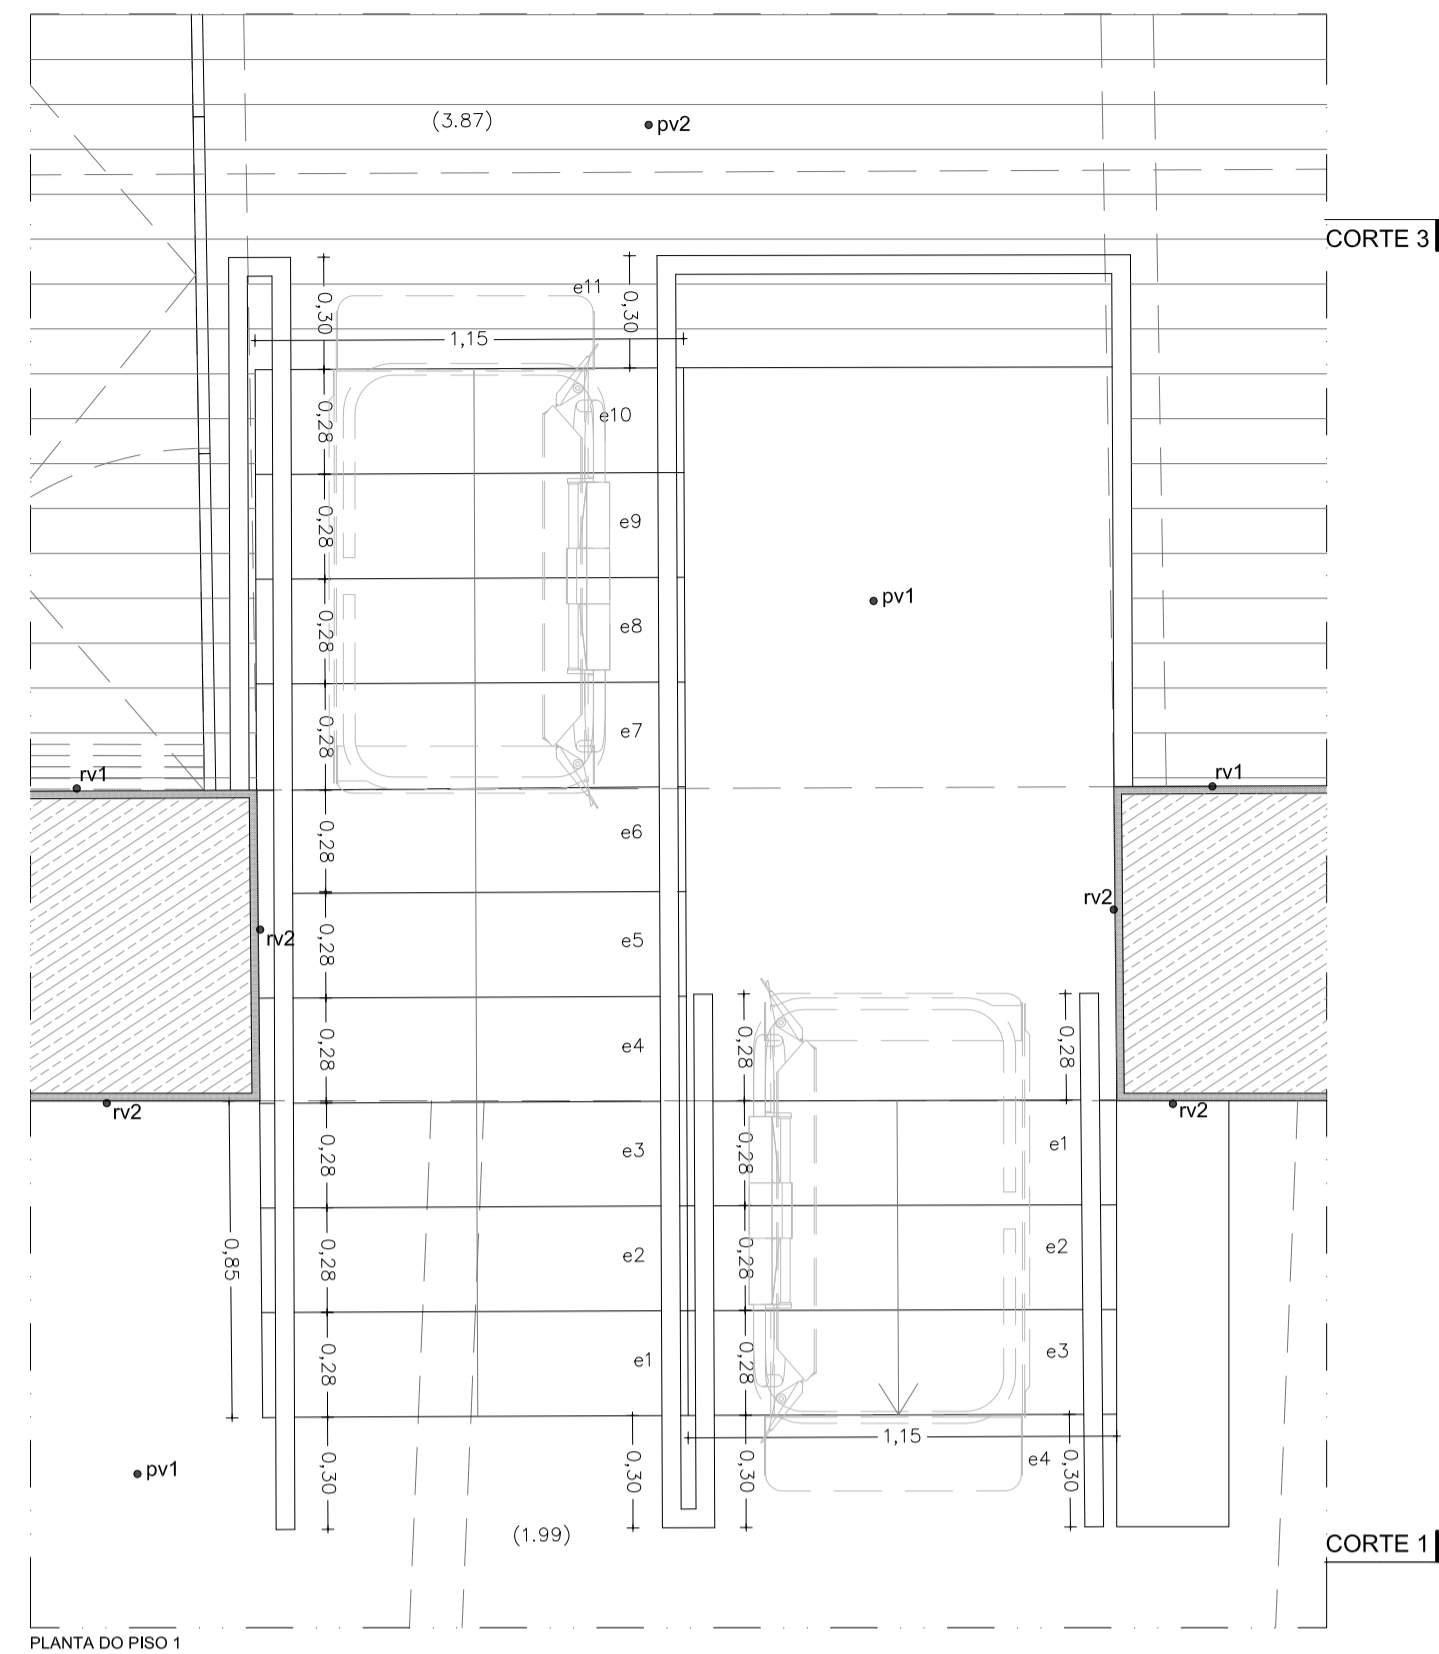 (3.87)
pv2
CORTE 3
e11
0,30
0,30
1,15
0,28
e10
0,28
e9
pv1
0,28
e8
0,28
e7
rv1
rv1
0,28
e6
rv2
rv2
0,28
e5
0,28
e4
0,28
0,28
rv2
rv2
0,28
e3
0,28
e1
0,85
0,28
e2
0,28
e2
0,28
e1
0,28
e3
1,15
pv1
0,30
0,30
0,30
e4
0,30
(1.99)
CORTE 1
PLANTA DO PISO 1